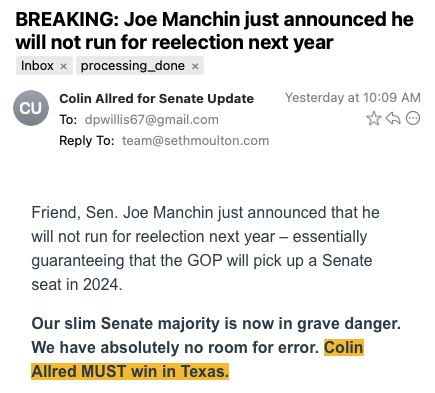 BREAKING: Joe Manchin just announced he
will not run for reelection next year
Inbox × processing_done ×
CU
Colin Allred for Senate Update
Yesterday at 10:09 AM
To: dpwillis67@gmail.com
Reply To: team@sethmoulton.com
Friend, Sen. Joe Manchin just announced that he
will not run for reelection next year – essentially
guaranteeing that the GOP will pick up a Senate
seat in 2024.
Our slim Senate majority is now in grave danger.
We have absolutely no room for error. Colin
Allred MUST win in Texas.